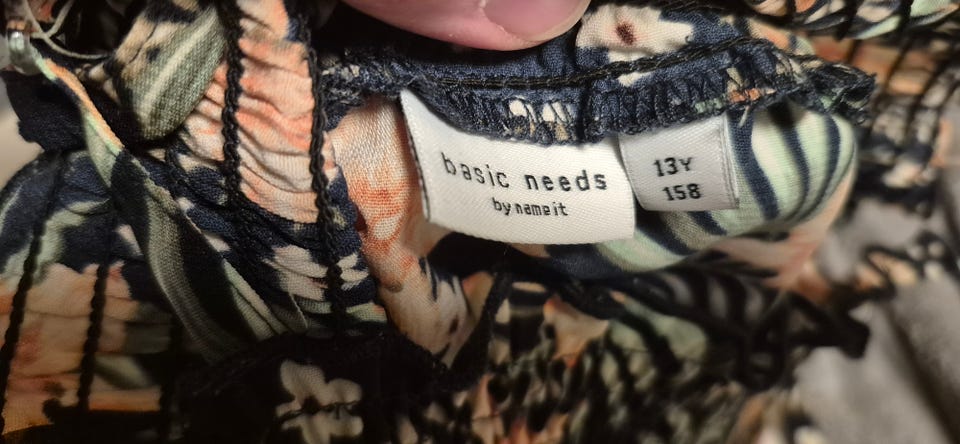 basic needs
by name it
13Y
158